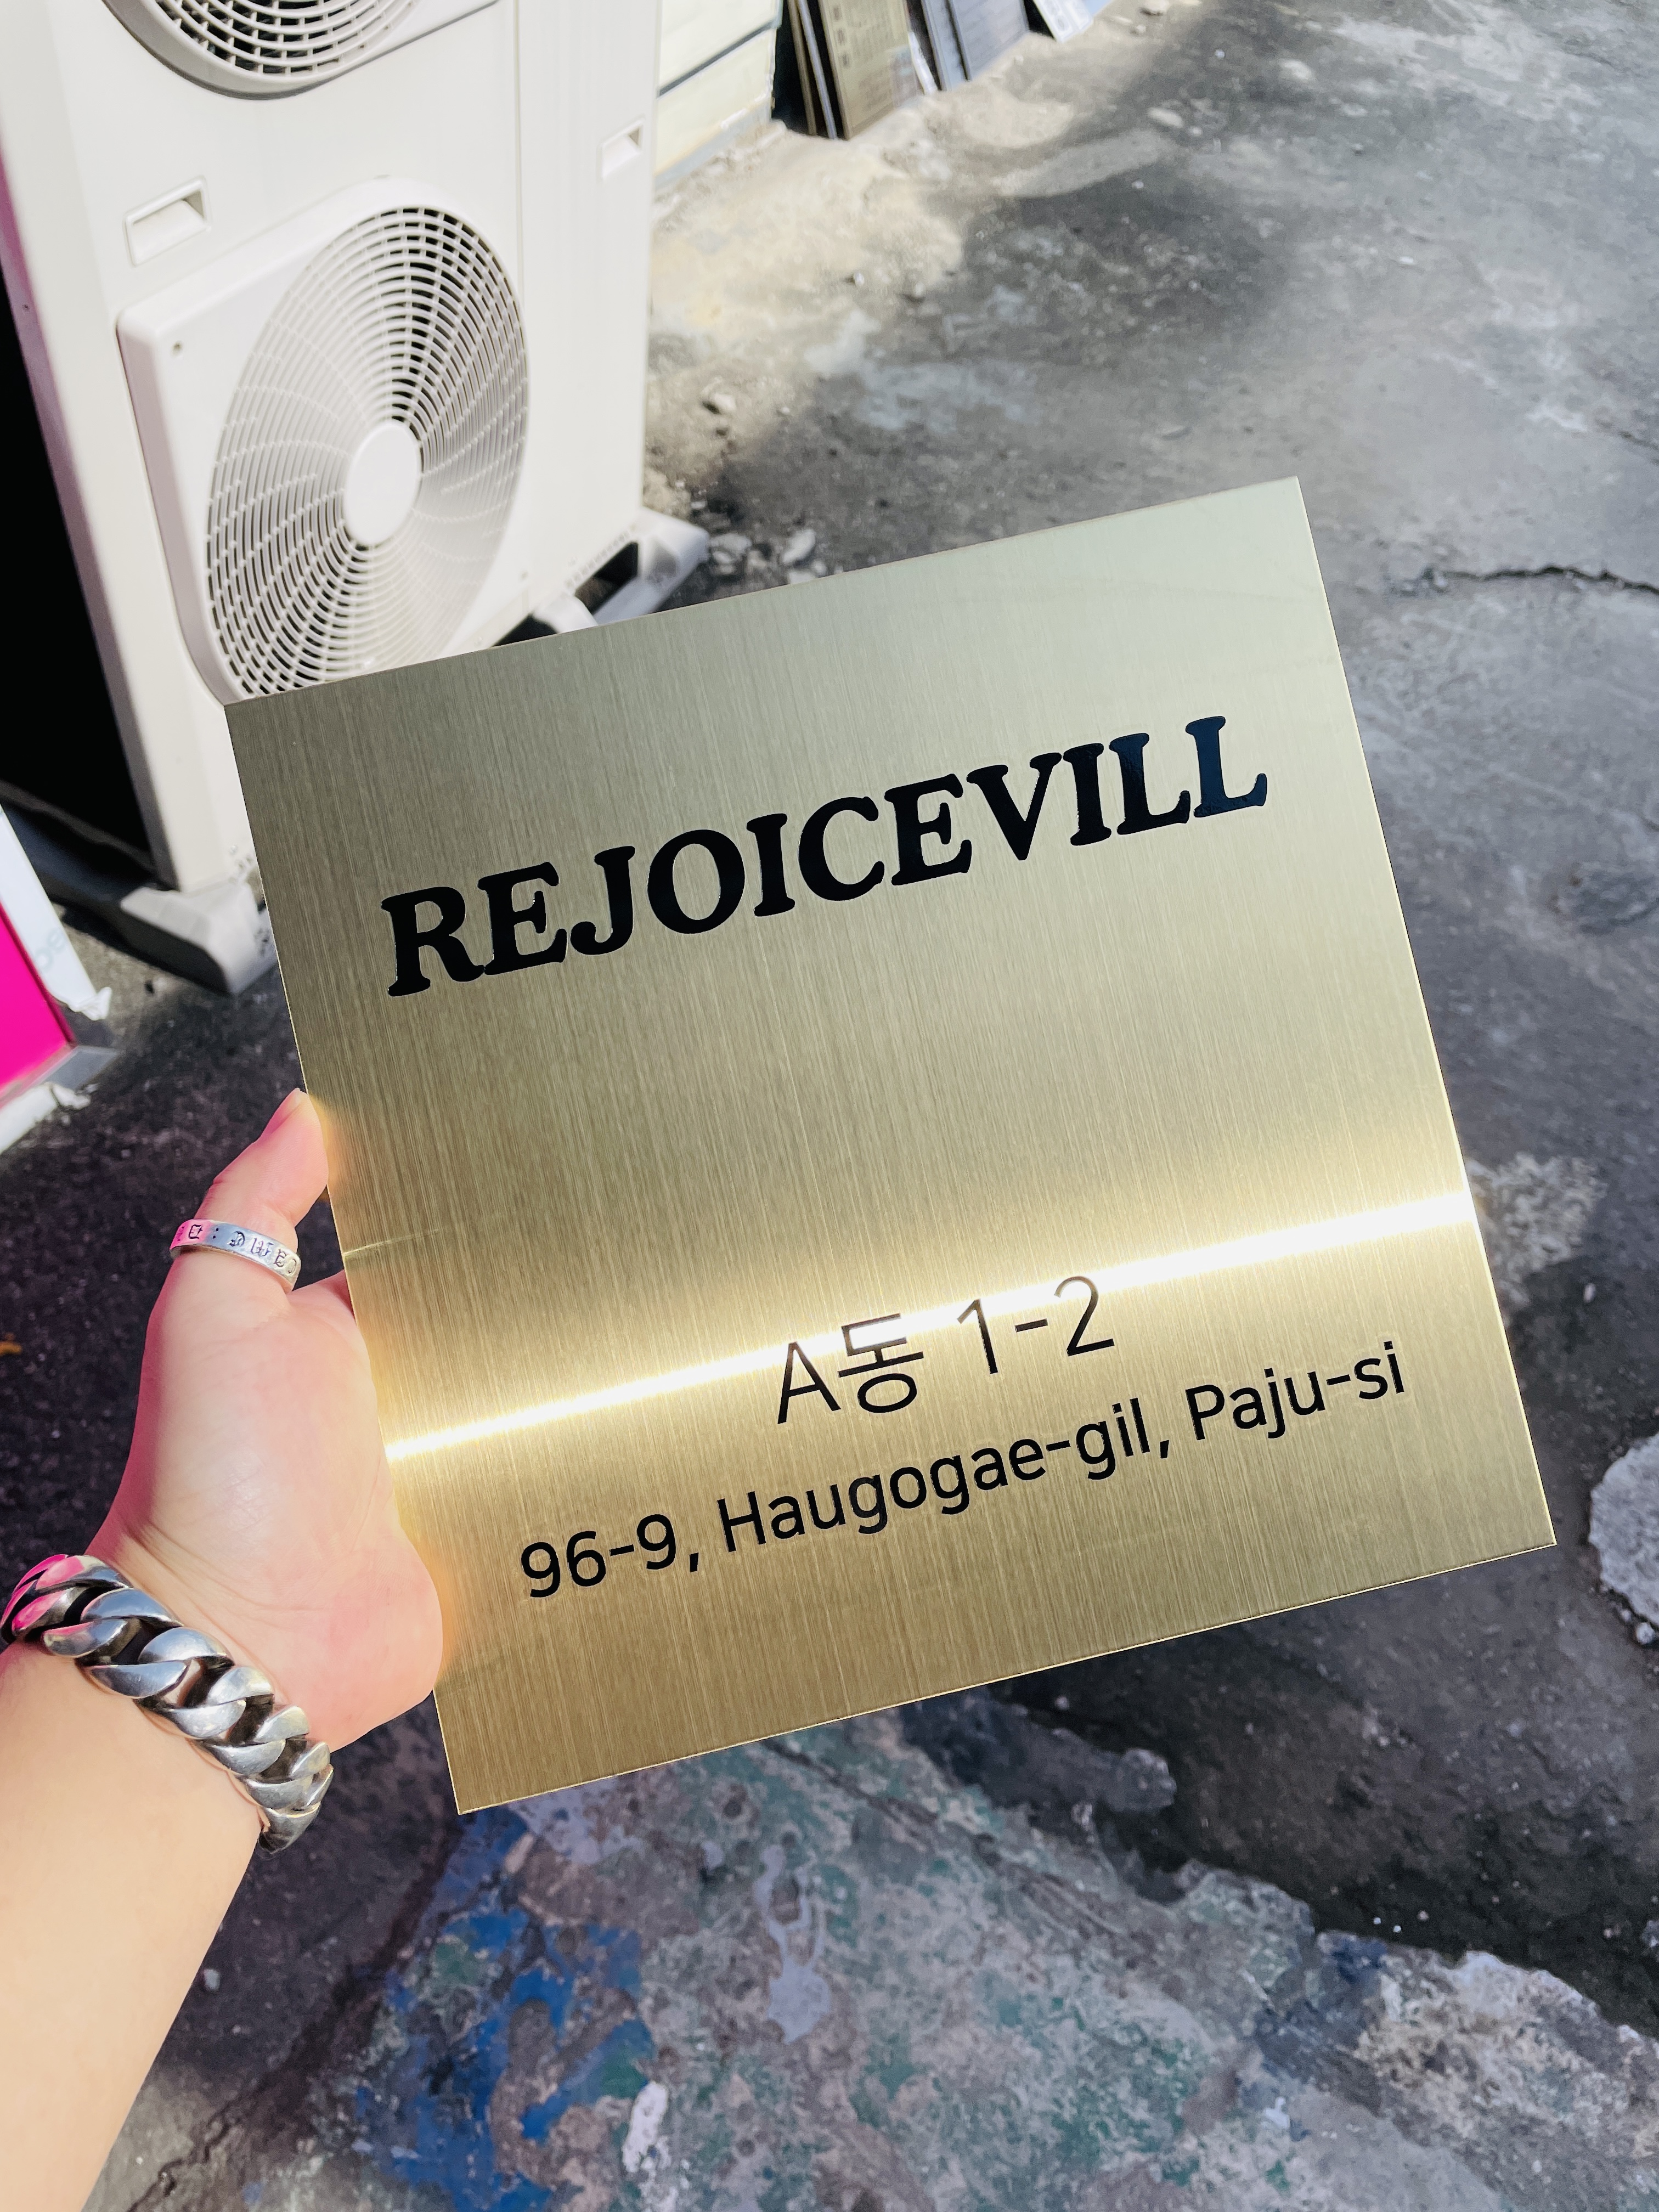 REJOICEVILL
A동 1-2
96-9, Haugogae-gil, Paju-si